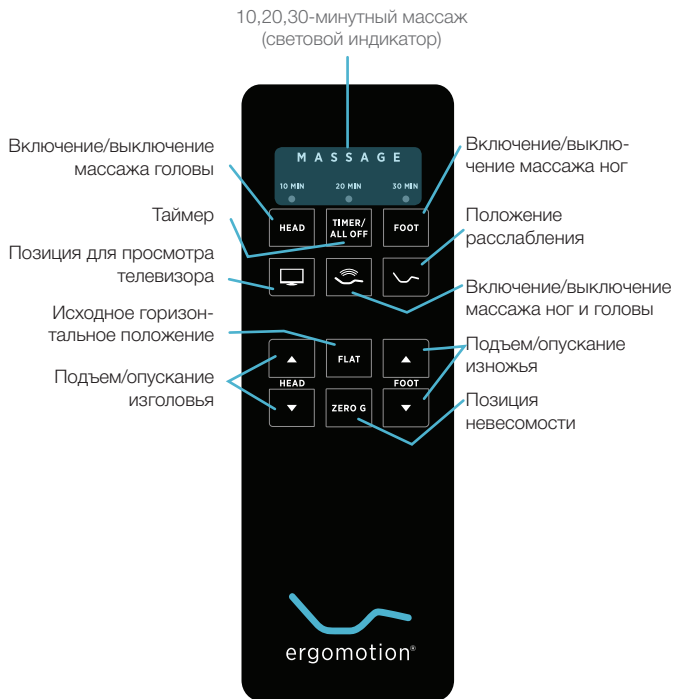 10,20,30-минутный массаж
(световой индикатор)
Включение/выключение
массажа головы
Таймер
Позиция для просмотра
телевизора
Исходное горизон-
тальное положение
Подъем/опускание
изголовья
MASSAGE
10 MIN 20 MIN 30 MIN
HEAD TIMER/ ALL OFF FOOT
FLAT
HEAD FOOT
ZERO G
ergomotion®
Включение/выклю-
чение массажа ног
Положение
расслабления
Включение/выключение
массажа ног и головы
Подъем/опускание
изножья
Позиция
невесомости